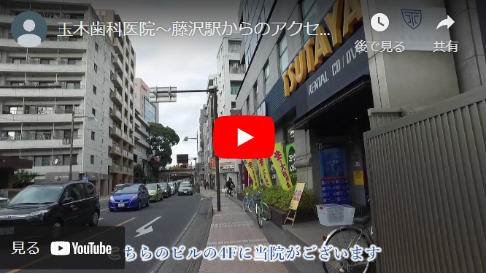 玉木歯科医院～藤沢駅からのアクセ...
後で見る
共有
TSUTAYA
RENTAL CD/DV
こちらのビルの4Fに当院がございます
見る
YouTube